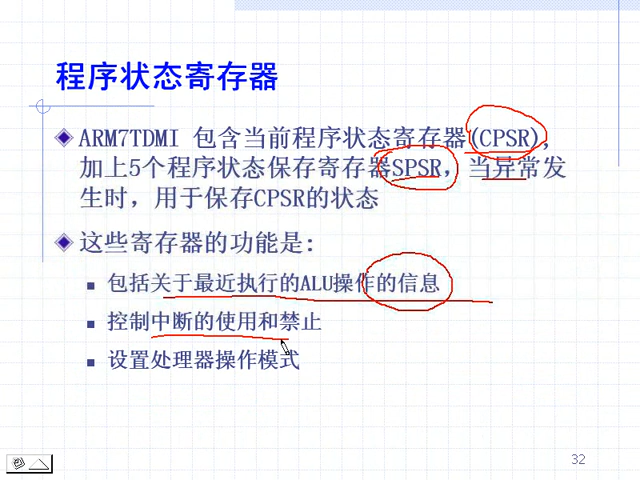 程序状态寄存器
ARM7TDMI 包含当前程序状态寄存器(CPSR),
加上5个程序状态保存寄存器SPSR，当异常发
生时，用于保存CPSR的状态
这些寄存器的功能是:
包括关于最近执行的ALU操作的信息
控制中断的使用和禁止
设置处理器操作模式
32